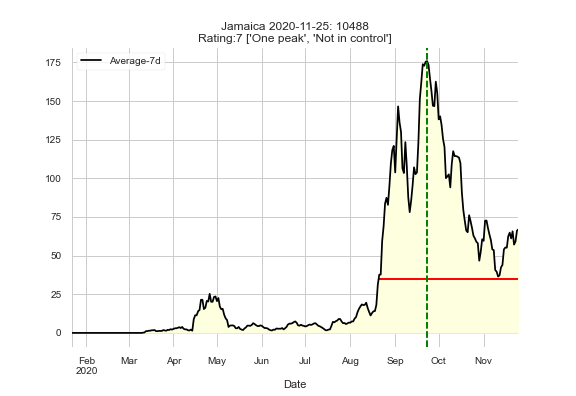 Jamaica 2020-11-25: 10488
Rating:7 ['One peak', 'Not in control']
Average-7d
175
150
125
100
75
50
25
0
Feb Mar Apr May Jun Jul Aug Sep Oct Nov
2020
Date